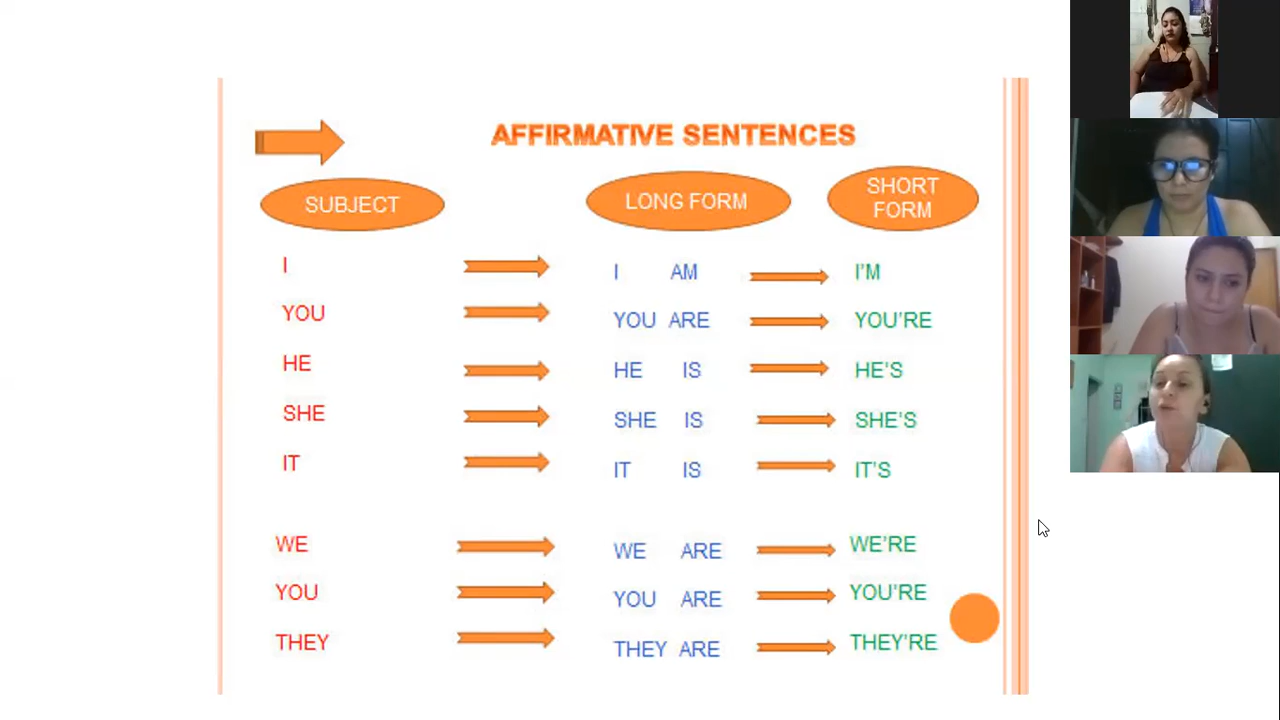 AFFIRMATIVE SENTENCES
SUBJECT LONG FORM SHORT FORM
I I AM I'M
YOU YOU ARE YOU'RE
HE HE IS HE'S
SHE SHE IS SHE'S
IT IT IS IT'S
WE WE ARE WE'RE
YOU YOU ARE YOU'RE
THEY THEY ARE THEY'RE